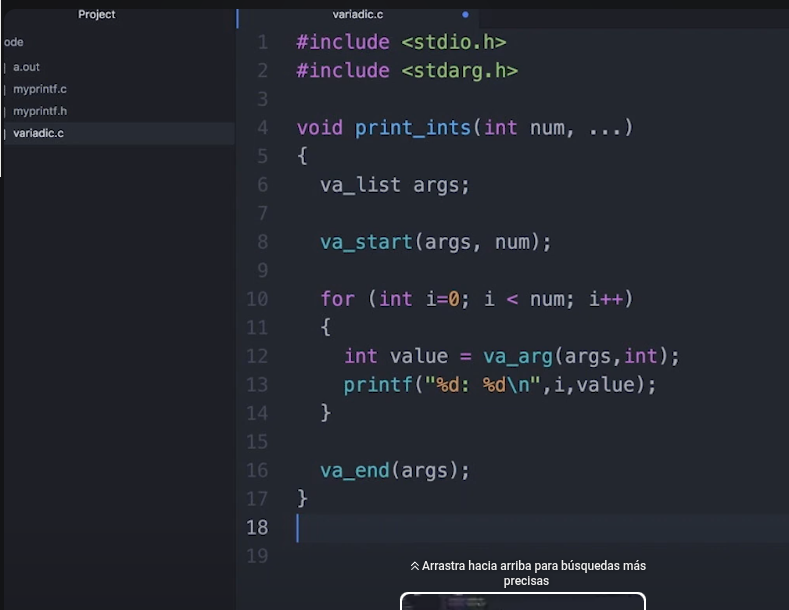 Project
variadic.c
ode
a.out
myprintf.c
myprintf.h
variadic.c
1 #include <stdio.h>
2 #include <stdarg.h>
3
4 void print_ints(int num, ...)
5 {
6 va_list args;
7
8 va_start(args, num);
9
10 for (int i=0; i < num; i++)
11 {
12 int value = va_arg(args,int);
13 printf("%d: %d\n",i,value);
14 }
15
16 va_end(args);
17 }
18
19
Arrastra hacia arriba para búsquedas más
precisas